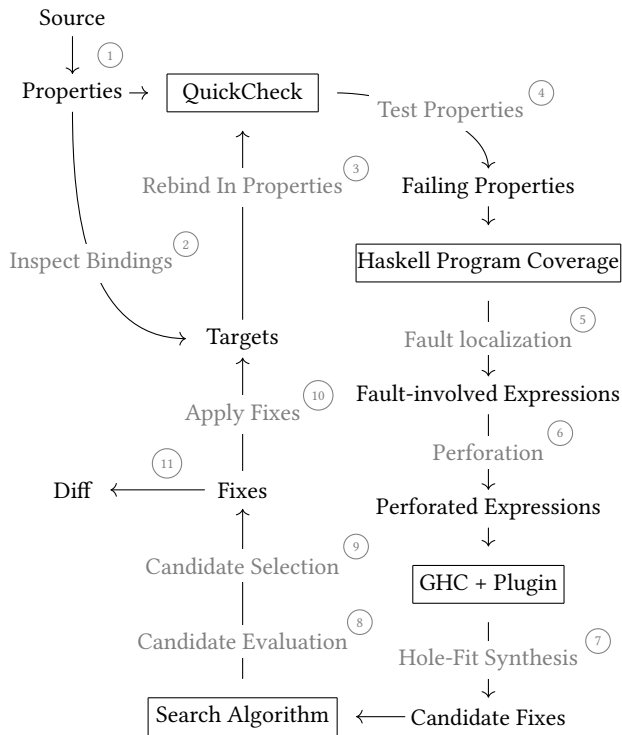 Source
1
Properties
QuickCheck
4
Test Properties
3
Rebind In Properties
Failing Properties
2
Inspect Bindings
Haskell Program Coverage
5
Fault localization
Targets
10
Apply Fixes
Fault-involved Expressions
6
Perforation
11
Diff
Fixes
Perforated Expressions
9
Candidate Selection
GHC + Plugin
8
Candidate Evaluation
7
Hole-Fit Synthesis
Search Algorithm
Candidate Fixes